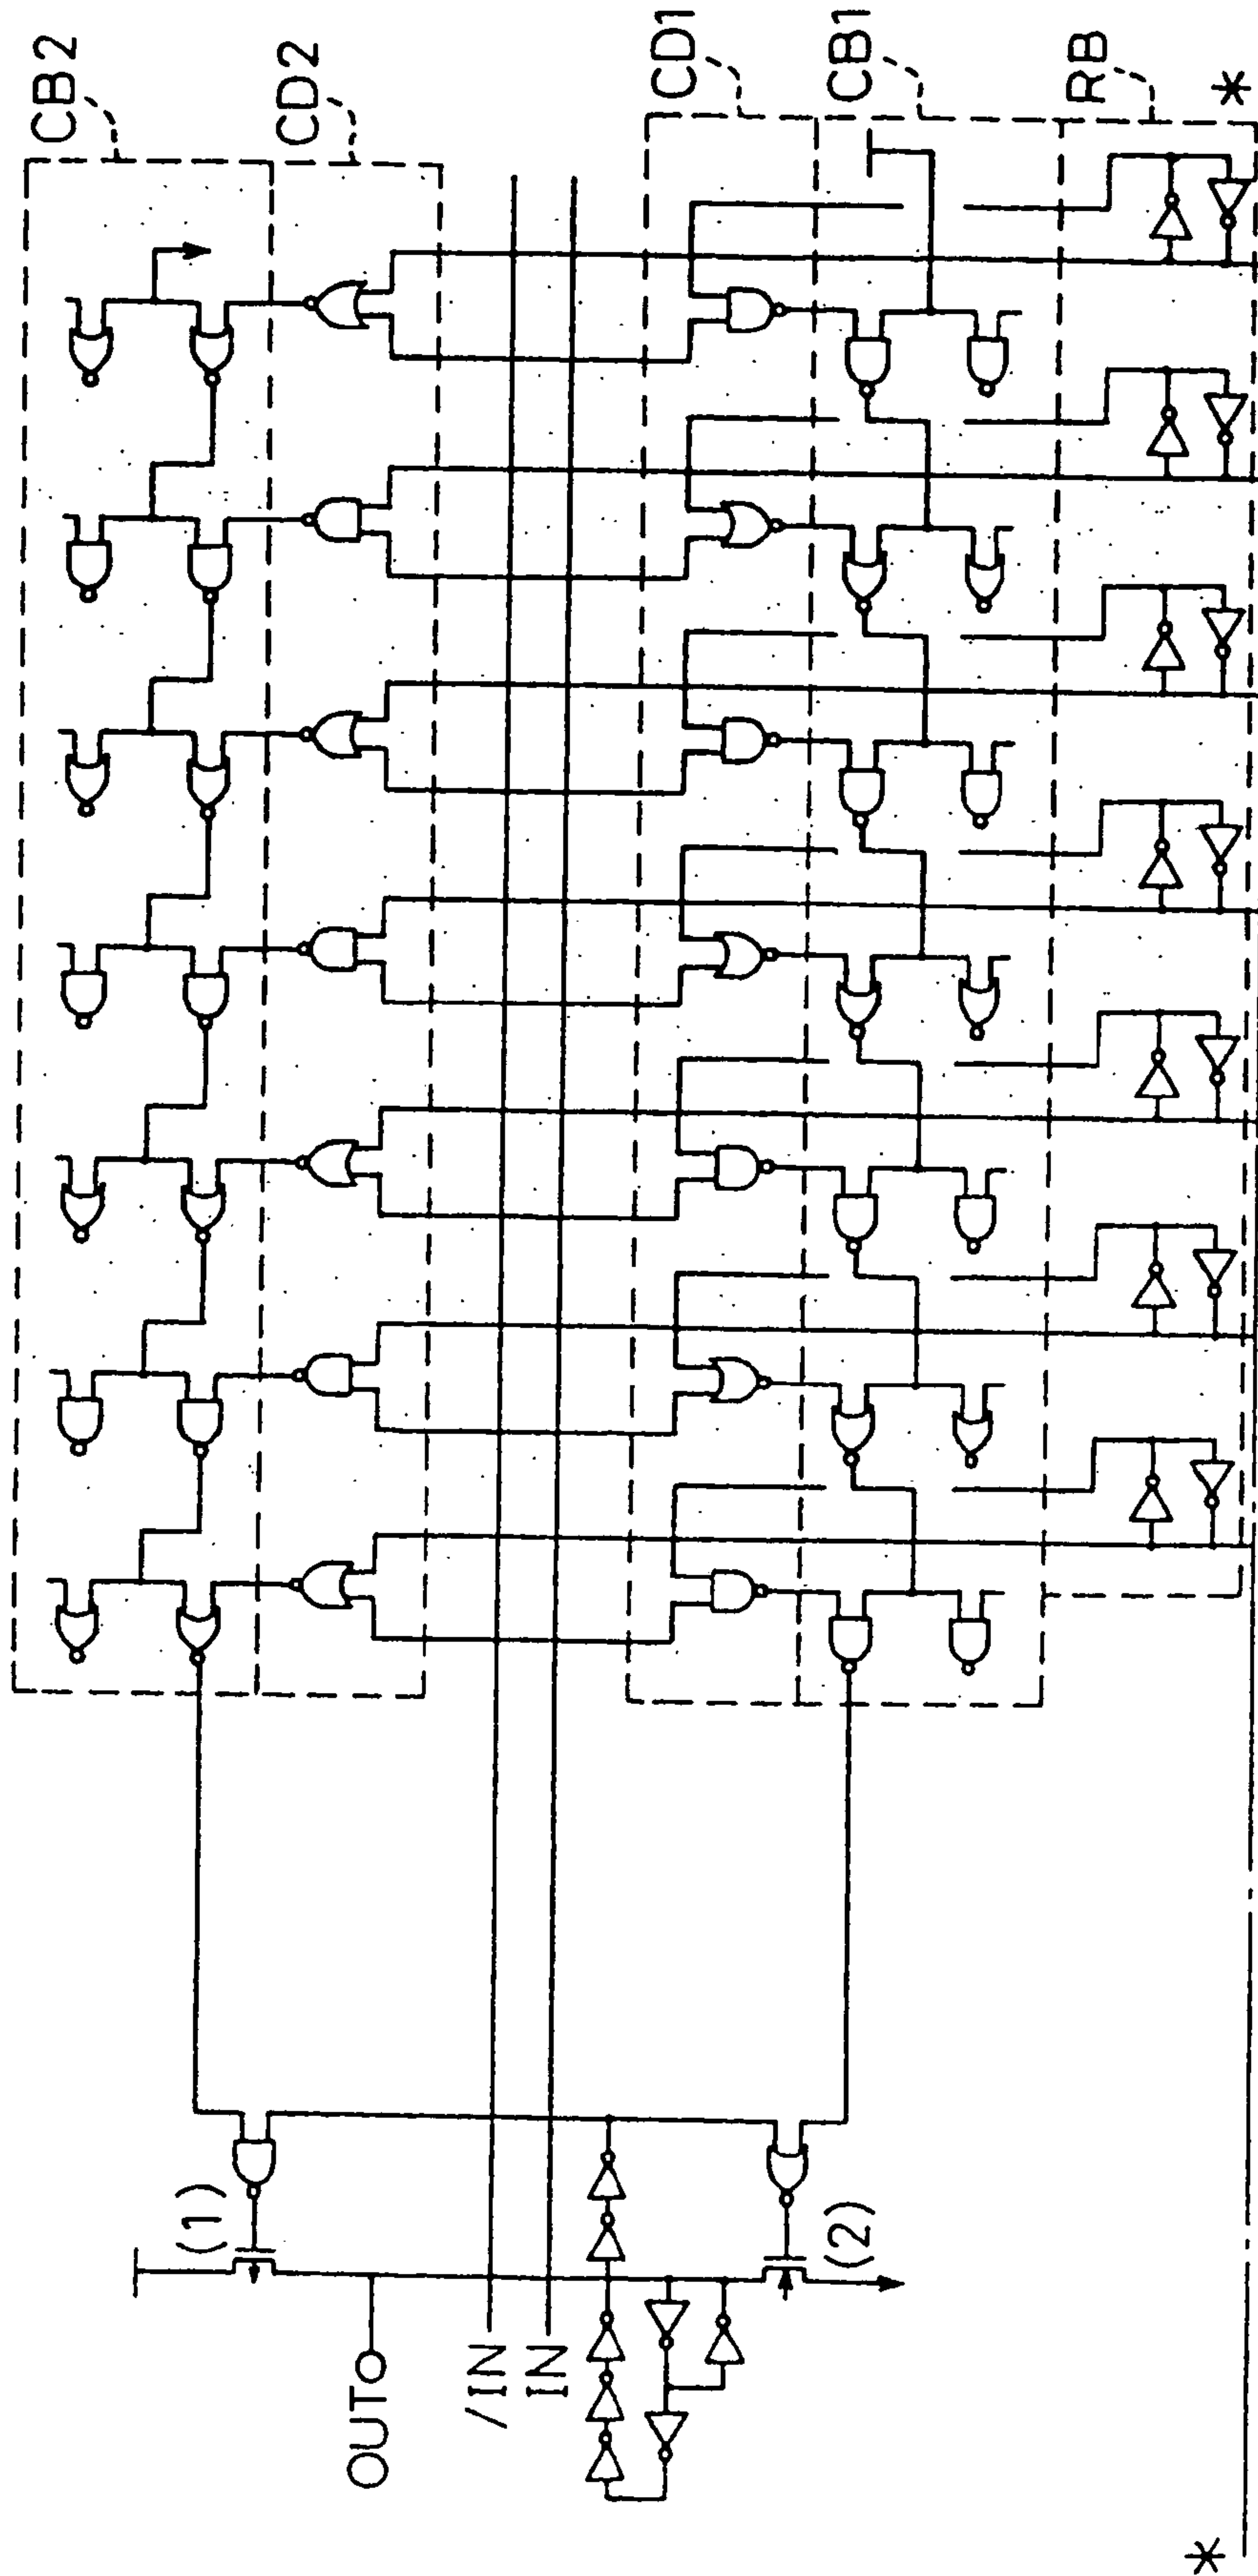 CB2
CD2
CD1
CB1
RB
*
(1)
(2)
OUT
/IN
IN
*